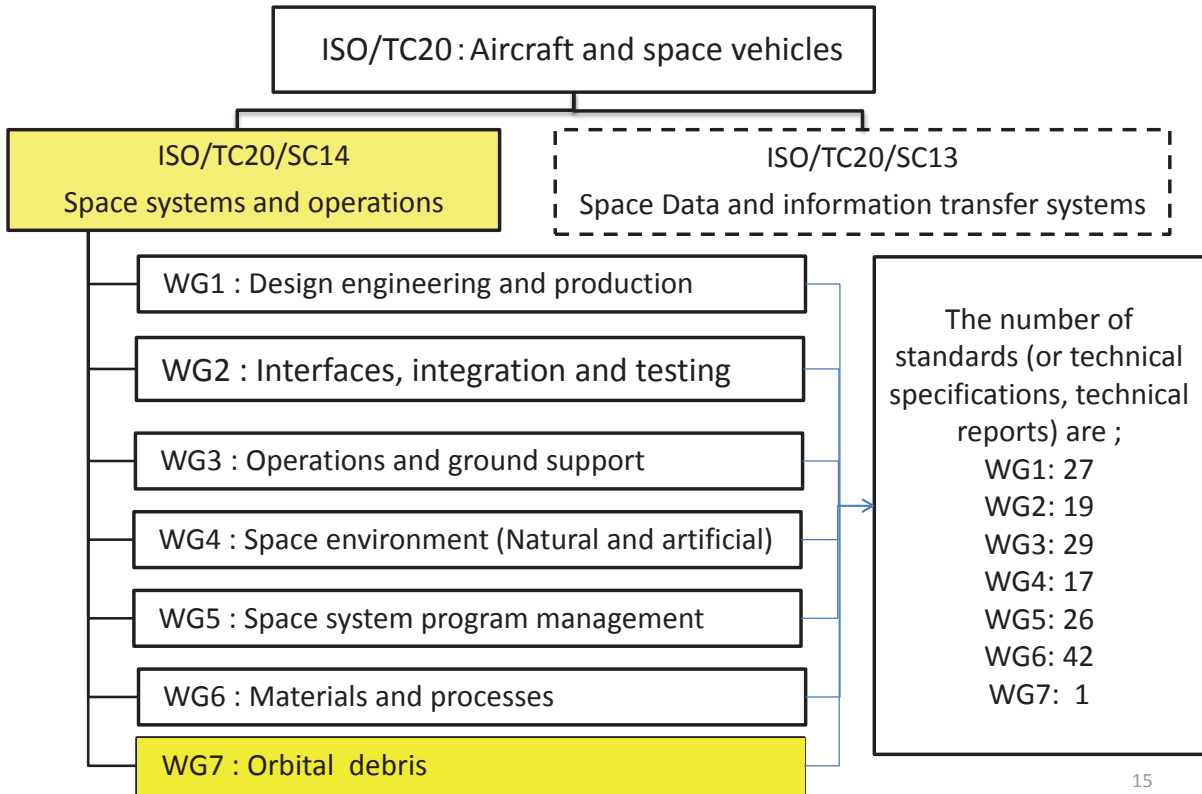 ISO/TC20 : Aircraft and space vehicles
ISO/TC20/SC14
Space systems and operations
ISO/TC20/SC13
Space Data and information transfer systems
WG1 : Design engineering and production
WG2 : Interfaces, integration and testing
WG3 : Operations and ground support
WG4 : Space environment (Natural and artificial)
WG5 : Space system program management
WG6 : Materials and processes
WG7 : Orbital debris
The number of
standards (or technical
specifications, technical
reports) are ;
WG1: 27
WG2: 19
WG3: 29
WG4: 17
WG5: 26
WG6: 42
WG7: 1
15